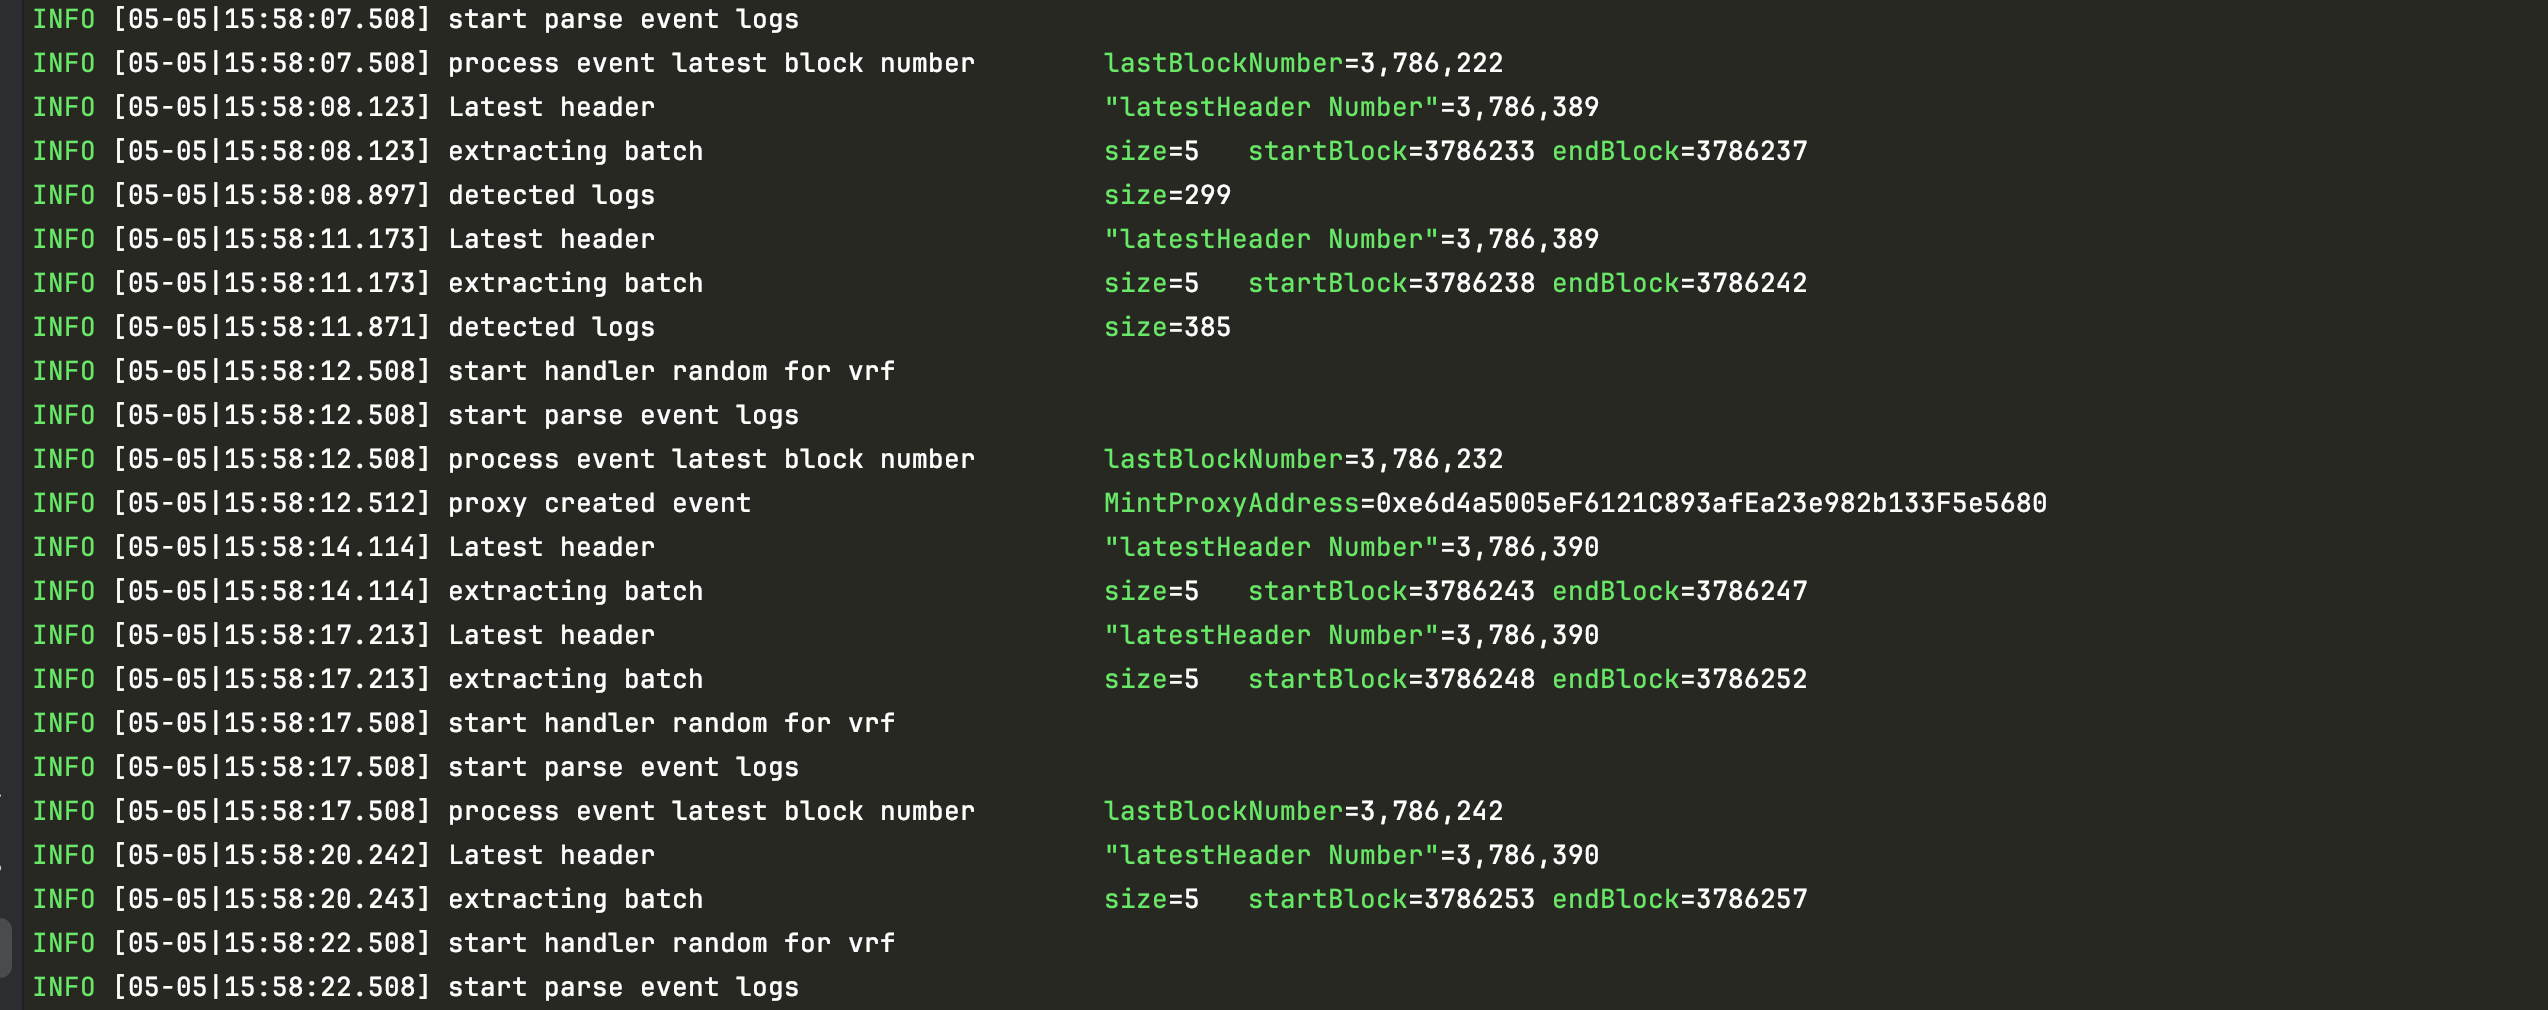 INFO [05-05|15:58:07.508] start parse event logs
INFO [05-05|15:58:07.508] process event latest block number        lastBlockNumber=3,786,222
INFO [05-05|15:58:08.123] Latest header                            "latestHeader Number"=3,786,389
INFO [05-05|15:58:08.123] extracting batch                         size=5   startBlock=3786233 endBlock=3786237
INFO [05-05|15:58:08.897] detected logs                            size=299
INFO [05-05|15:58:11.173] Latest header                            "latestHeader Number"=3,786,389
INFO [05-05|15:58:11.173] extracting batch                         size=5   startBlock=3786238 endBlock=3786242
INFO [05-05|15:58:11.871] detected logs                            size=385
INFO [05-05|15:58:12.508] start handler random for vrf
INFO [05-05|15:58:12.508] start parse event logs
INFO [05-05|15:58:12.508] process event latest block number        lastBlockNumber=3,786,232
INFO [05-05|15:58:12.512] proxy created event                      MintProxyAddress=0xe6d4a5005eF6121C893afEa23e982b133F5e5680
INFO [05-05|15:58:14.114] Latest header                            "latestHeader Number"=3,786,390
INFO [05-05|15:58:14.114] extracting batch                         size=5   startBlock=3786243 endBlock=3786247
INFO [05-05|15:58:17.213] Latest header                            "latestHeader Number"=3,786,390
INFO [05-05|15:58:17.213] extracting batch                         size=5   startBlock=3786248 endBlock=3786252
INFO [05-05|15:58:17.508] start handler random for vrf
INFO [05-05|15:58:17.508] start parse event logs
INFO [05-05|15:58:17.508] process event latest block number        lastBlockNumber=3,786,242
INFO [05-05|15:58:20.242] Latest header                            "latestHeader Number"=3,786,390
INFO [05-05|15:58:20.243] extracting batch                         size=5   startBlock=3786253 endBlock=3786257
INFO [05-05|15:58:22.508] start handler random for vrf
INFO [05-05|15:58:22.508] start parse event logs